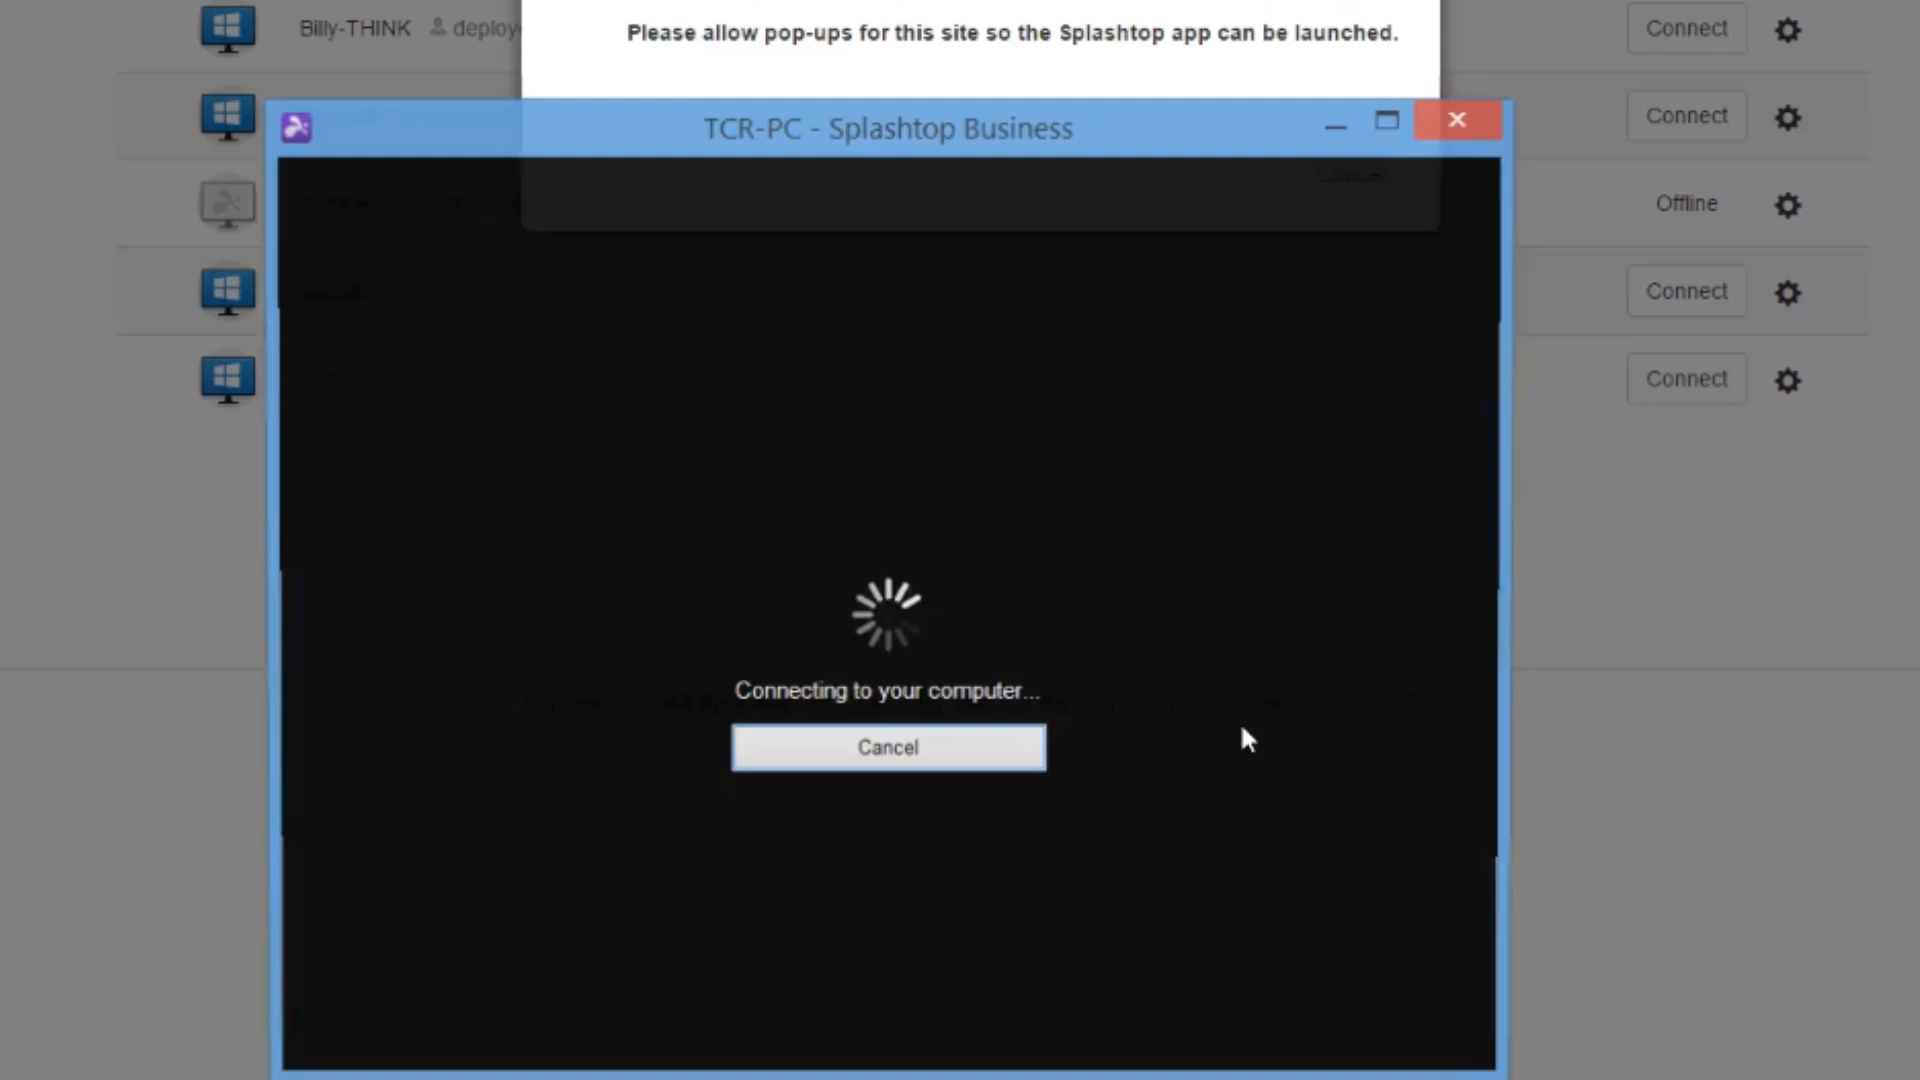 Please allow pop-ups for this site so the Splashtop app can be launched.
Billy-THINK deploye
Connect
TCR-PC - Splashtop Business
Connect
Offline
Connect
Connect
Connecting to your computer...
Cancel